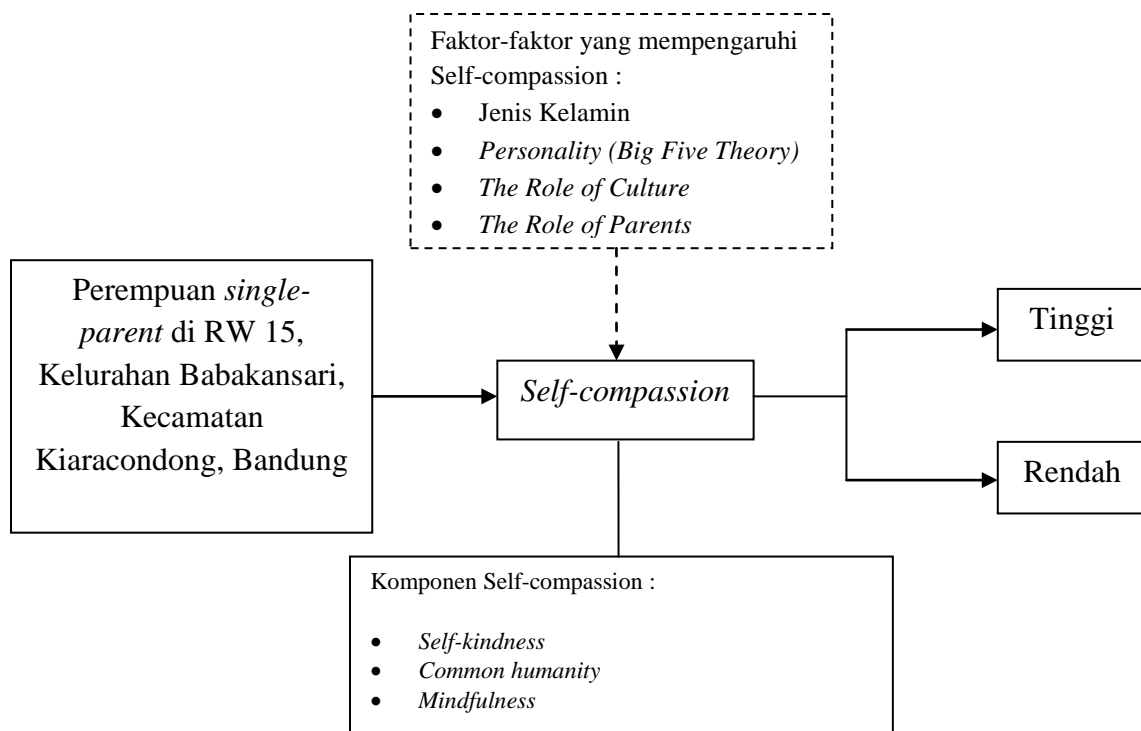 Faktor-faktor yang mempengaruhi
Self-compassion :
• Jenis Kelamin
• Personality (Big Five Theory)
• The Role of Culture
• The Role of Parents
Perempuan single-
parent di RW 15,
Kelurahan Babakansari,
Kecamatan
Kiaracondong, Bandung
Self-compassion
Tinggi
Rendah
Komponen Self-compassion :
• Self-kindness
• Common humanity
• Mindfulness